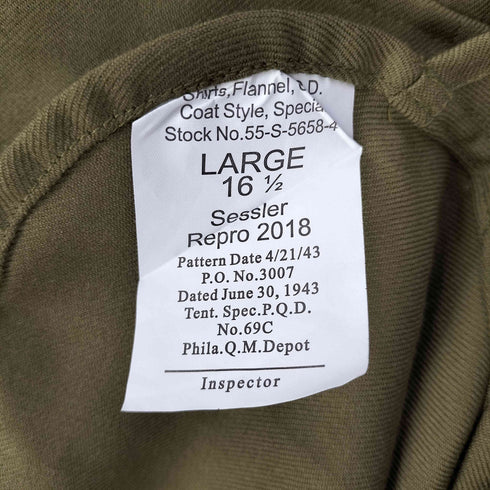 Shirts, Flannel, O.D.
Coat Style, Special
Stock No.55-S-5658-4
LARGE
16 ½
Sessler
Repro 2018
Pattern Date 4/21/43
P.O. No.3007
Dated June 30, 1943
Tent. Spec.P.Q.D.
No.69C
Phila.Q.M.Depot
Inspector